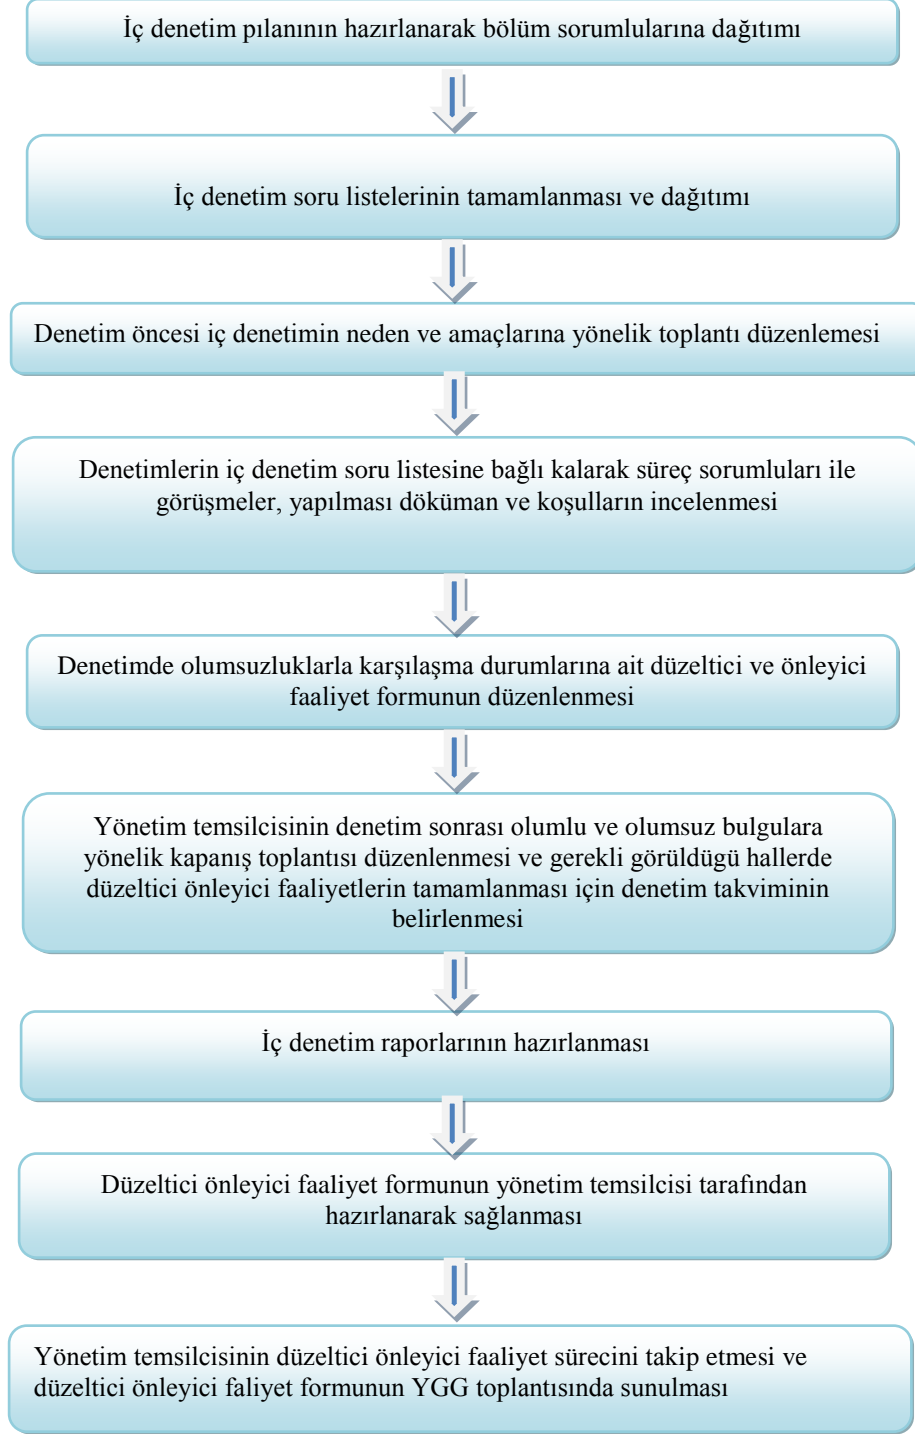 İç denetim pılanının hazırlanarak bölüm sorumlularına dağıtımı
İç denetim soru listelerinin tamamlanması ve dağıtımı
Denetim öncesi iç denetimin neden ve amaçlarına yönelik toplantı düzenlemesi
Denetimlerin iç denetim soru listesine bağlı kalarak süreç sorumluları ile
görüşmeler, yapılması döküman ve koşulların incelenmesi
Denetimde olumsuzluklarla karşılaşma durumlarına ait düzeltici ve önleyici
faaliyet formunun düzenlenmesi
Yönetim temsilcisinin denetim sonrası olumlu ve olumsuz bulgulara
yönelik kapanış toplantısı düzenlenmesi ve gerekli görüldügü hallerde
düzeltici önleyici faaliyetlerin tamamlanması için denetim takviminin
belirlenmesi
İç denetim raporlarının hazırlanması
Düzeltici önleyici faaliyet formunun yönetim temsilcisi tarafından
hazırlanarak sağlanması
Yönetim temsilcisinin düzeltici önleyici faaliyet sürecini takip etmesi ve
düzeltici önleyici faliyet formunun YGG toplantısında sunulması